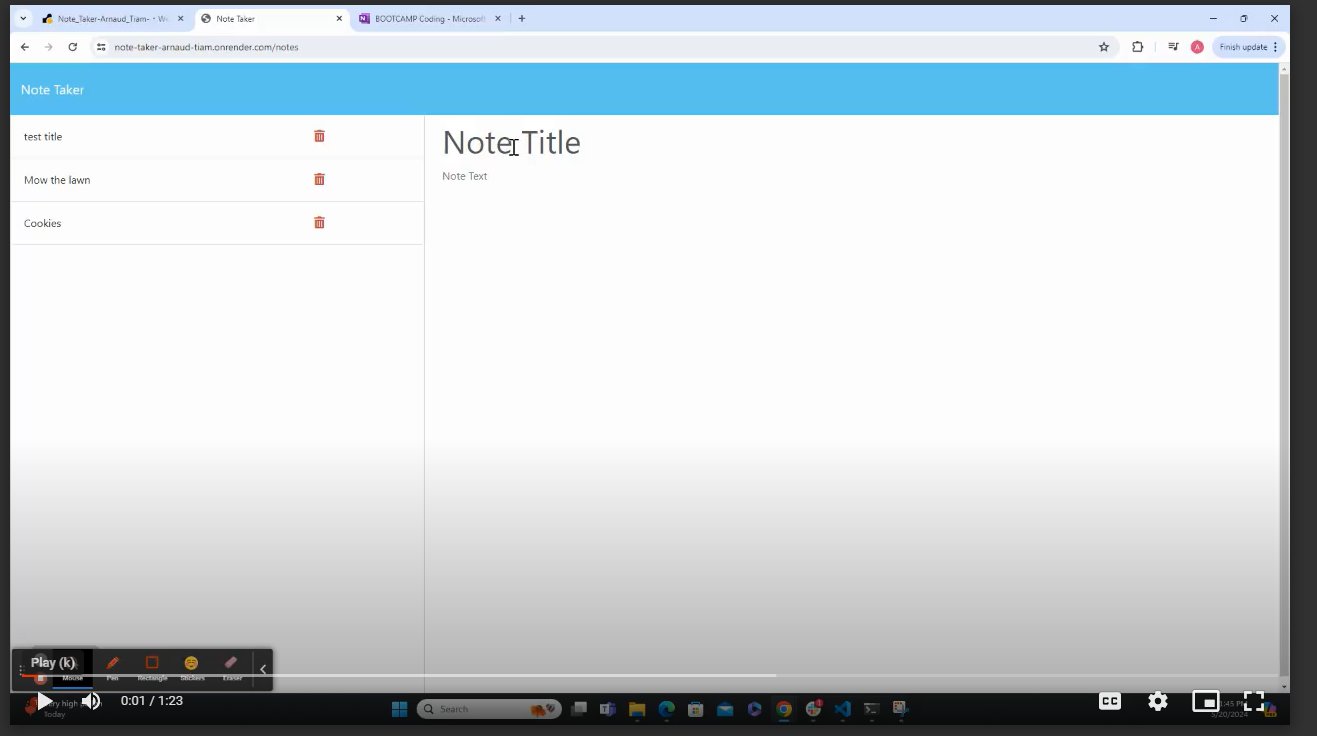 Note_Taker-Arnaud_Tiam- · We
Note Taker
BOOTCAMP Coding - Microsoft
note-taker-arnaud-tiam.onrender.com/notes
A
Finish update
Note Taker
test title
Note Title
Note Text
Mow the lawn
Cookies
Play (k)
Mouse
Pen
Rectangle
Stickers
Eraser
0:01 / 1:23
CC
Today
Search
5/20/2024